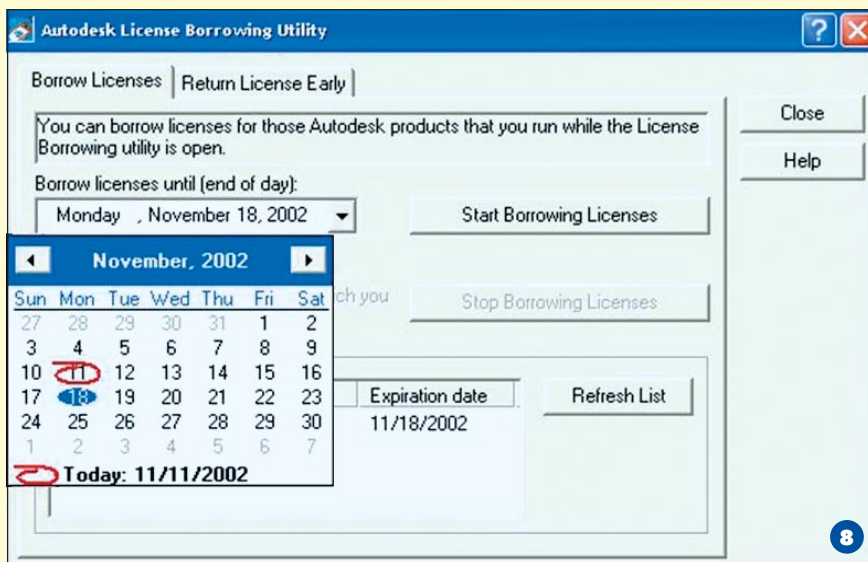 Autodesk License Borrowing Utility
Borrow Licenses Return License Early
You can borrow licenses for those Autodesk products that you run while the License
Borrowing utility is open.
Close
Help
Borrow licenses until (end of day):
Monday , November 18, 2002
Start Borrowing Licenses
November, 2002
Sun Mon Tue Wed Thu Fri Sat
27 28 29 30 31 1 2
3 4 5 6 7 8 9
10 11 12 13 14 15 16
17 18 19 20 21 22 23
24 25 26 27 28 29 30
1 2 3 4 5 6 7
Today: 11/11/2002
you
Stop Borrowing Licenses
Expiration date
11/18/2002
Refresh List
8